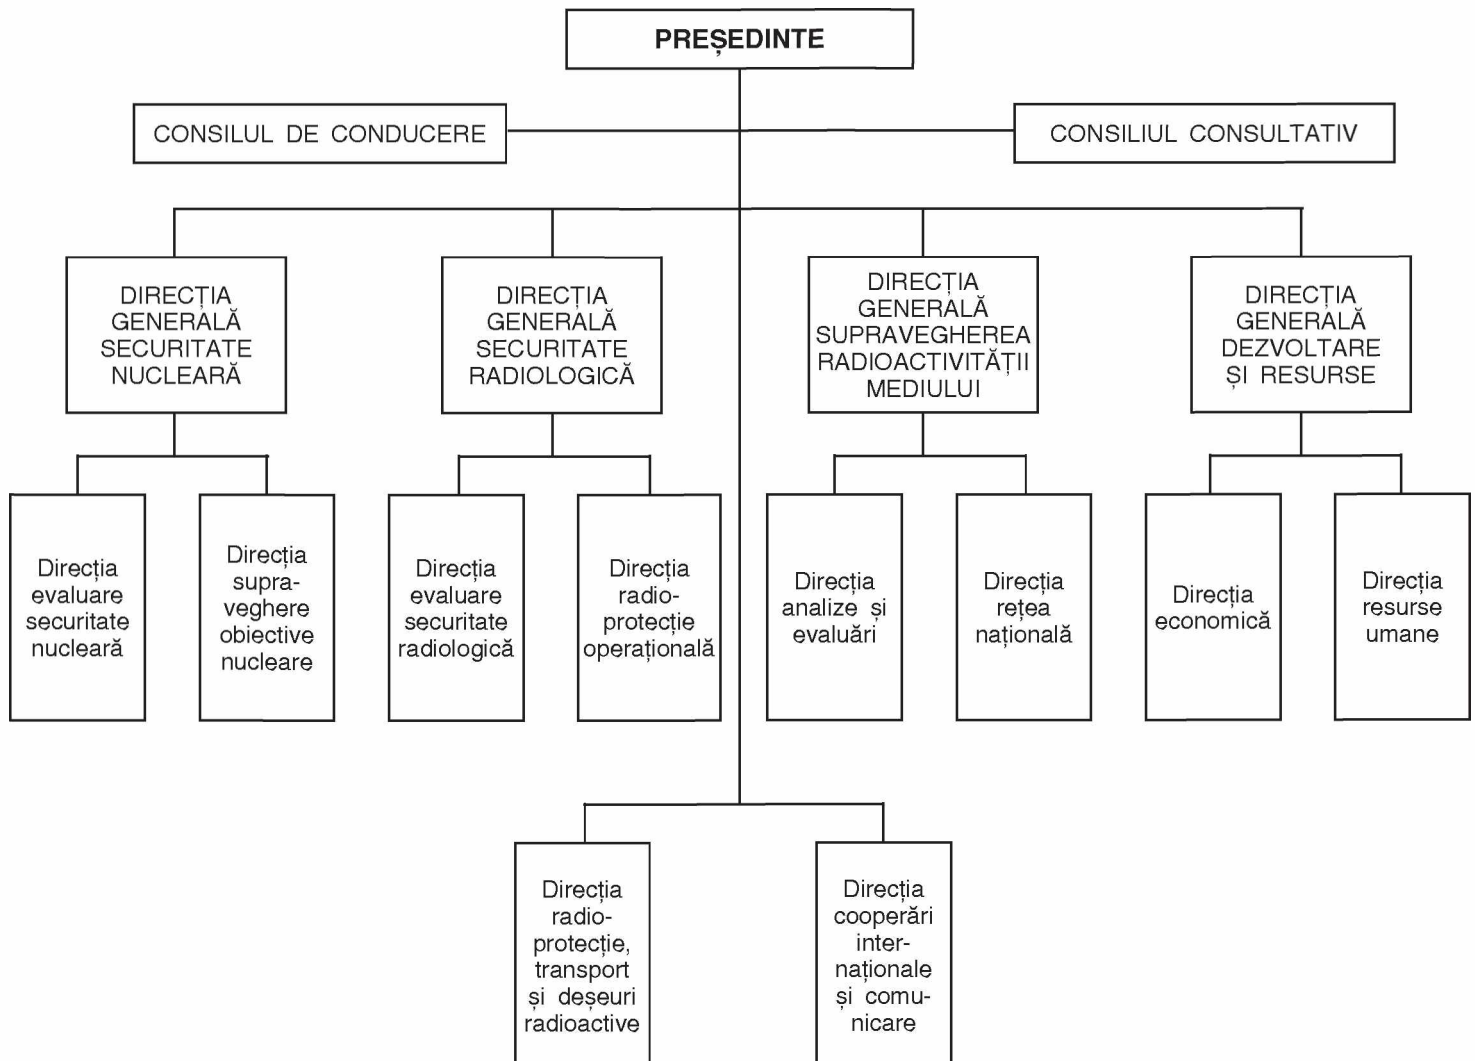 PREȘEDINTE
CONSILUL DE CONDUCERE
CONSILIUL CONSULTATIV
DIRECȚIA
GENERALĂ
SECURITATE
NUCLEARĂ
DIRECȚIA
GENERALĂ
SECURITATE
RADIOLOGICĂ
DIRECȚIA
GENERALĂ
SUPRAVEGHEREA
RADIOACTIVITĂȚII
MEDIULUI
DIRECȚIA
GENERALĂ
DEZVOLTARE
ȘI RESURSE
Direcția
evaluare
securitate
nucleară
Direcția
supra-
veghere
obiective
nucleare
Direcția
evaluare
securitate
radiologică
Direcția
radio-
protecție
operațională
Direcția
analize și
evaluări
Direcția
rețea
națională
Direcția
economică
Direcția
resurse
umane
Direcția
radio-
protecție,
transport
și deșeuri
radioactive
Direcția
cooperări
inter-
naționale
și comu-
nicare